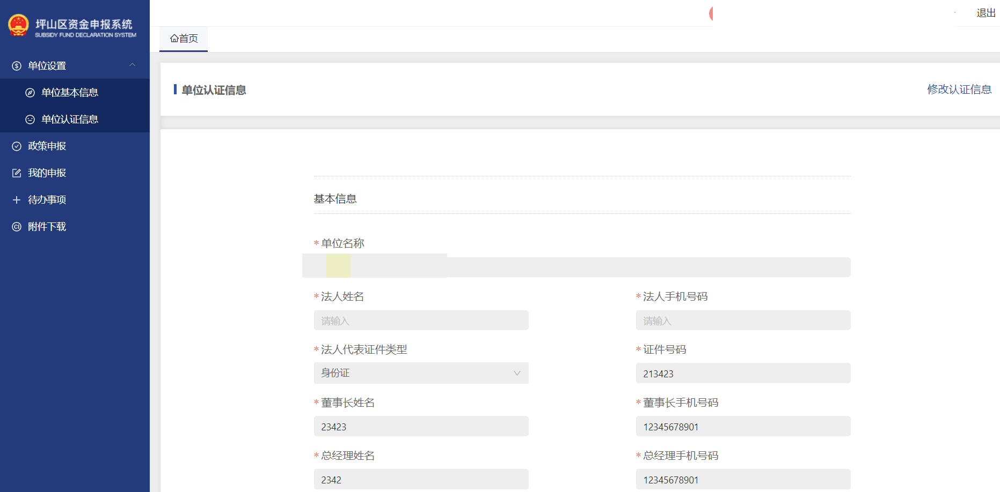 坪山区资金申报系统
SUBSIDY FUND DECLARATION SYSTEM
退出
首页
单位设置
单位基本信息
单位认证信息
政策申报
我的申报
待办事项
附件下载
单位认证信息
修改认证信息
基本信息
*单位名称
*法人姓名
*法人手机号码
请输入
请输入
*法人代表证件类型
*证件号码
身份证
213423
*董事长姓名
*董事长手机号码
23423
12345678901
*总经理姓名
*总经理手机号码
2342
12345678901